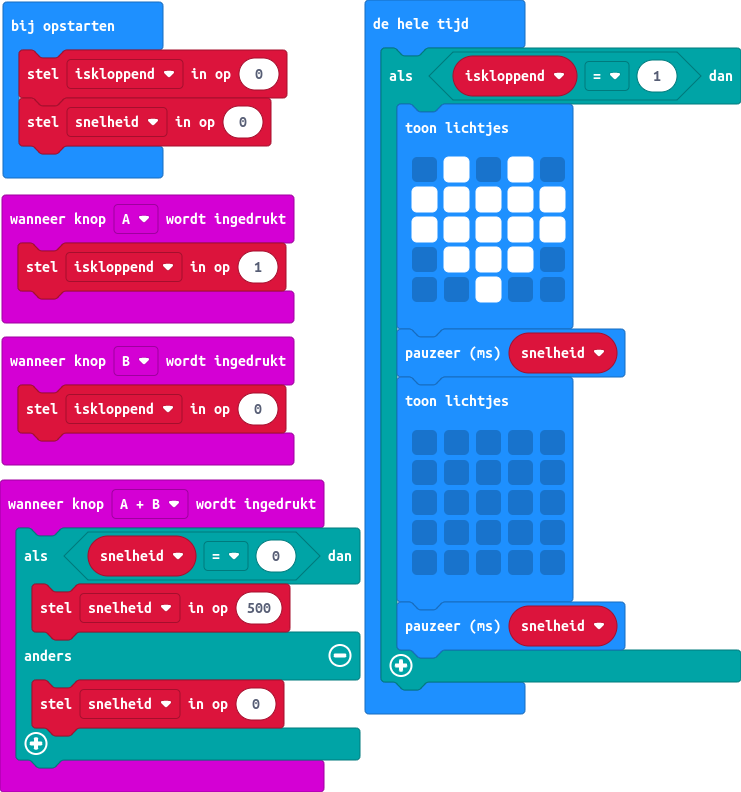 bij opstarten
stel iskloppend in op 0
stel snelheid in op 0
wanneer knop A wordt ingedrukt
stel iskloppend in op 1
wanneer knop B wordt ingedrukt
stel iskloppend in op 0
wanneer knop A + B wordt ingedrukt
als snelheid = 0 dan
stel snelheid in op 500
anders
stel snelheid in op 0
de hele tijd
als iskloppend = 1 dan
toon lichtjes
pauzeer (ms) snelheid
toon lichtjes
pauzeer (ms) snelheid